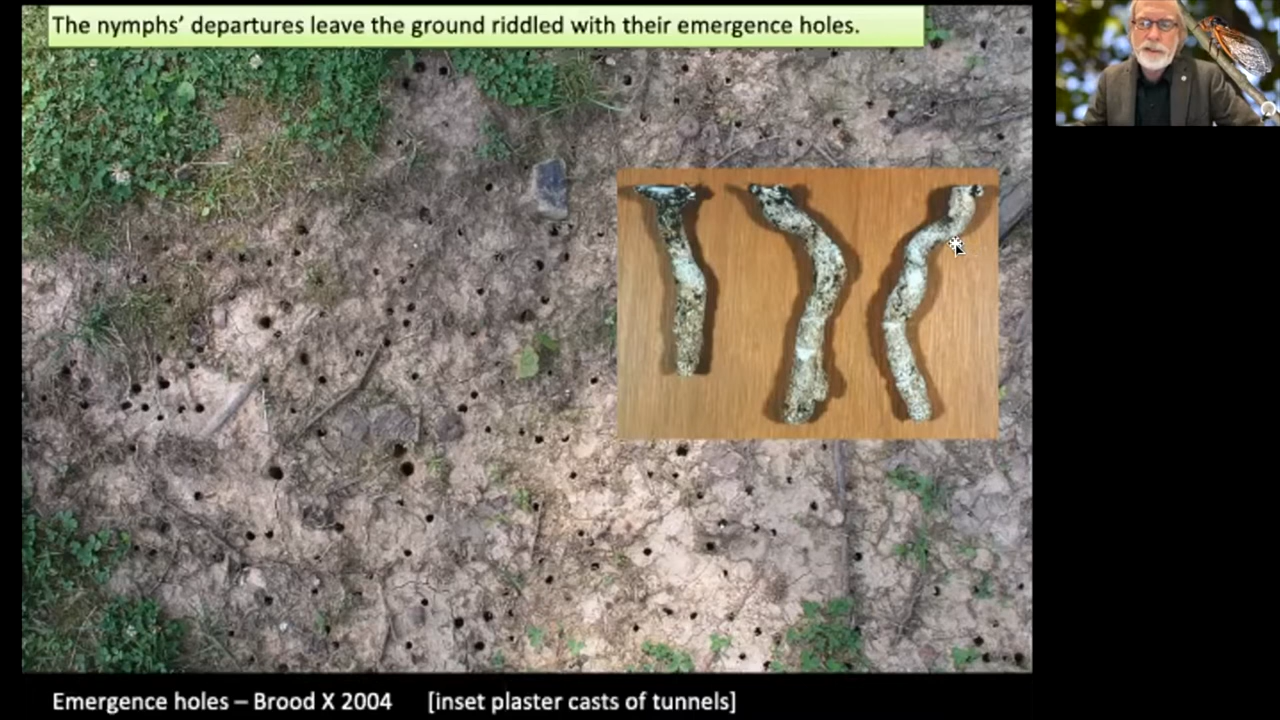 The nymphs' departures leave the ground riddled with their emergence holes.
Emergence holes – Brood X 2004 [inset plaster casts of tunnels]